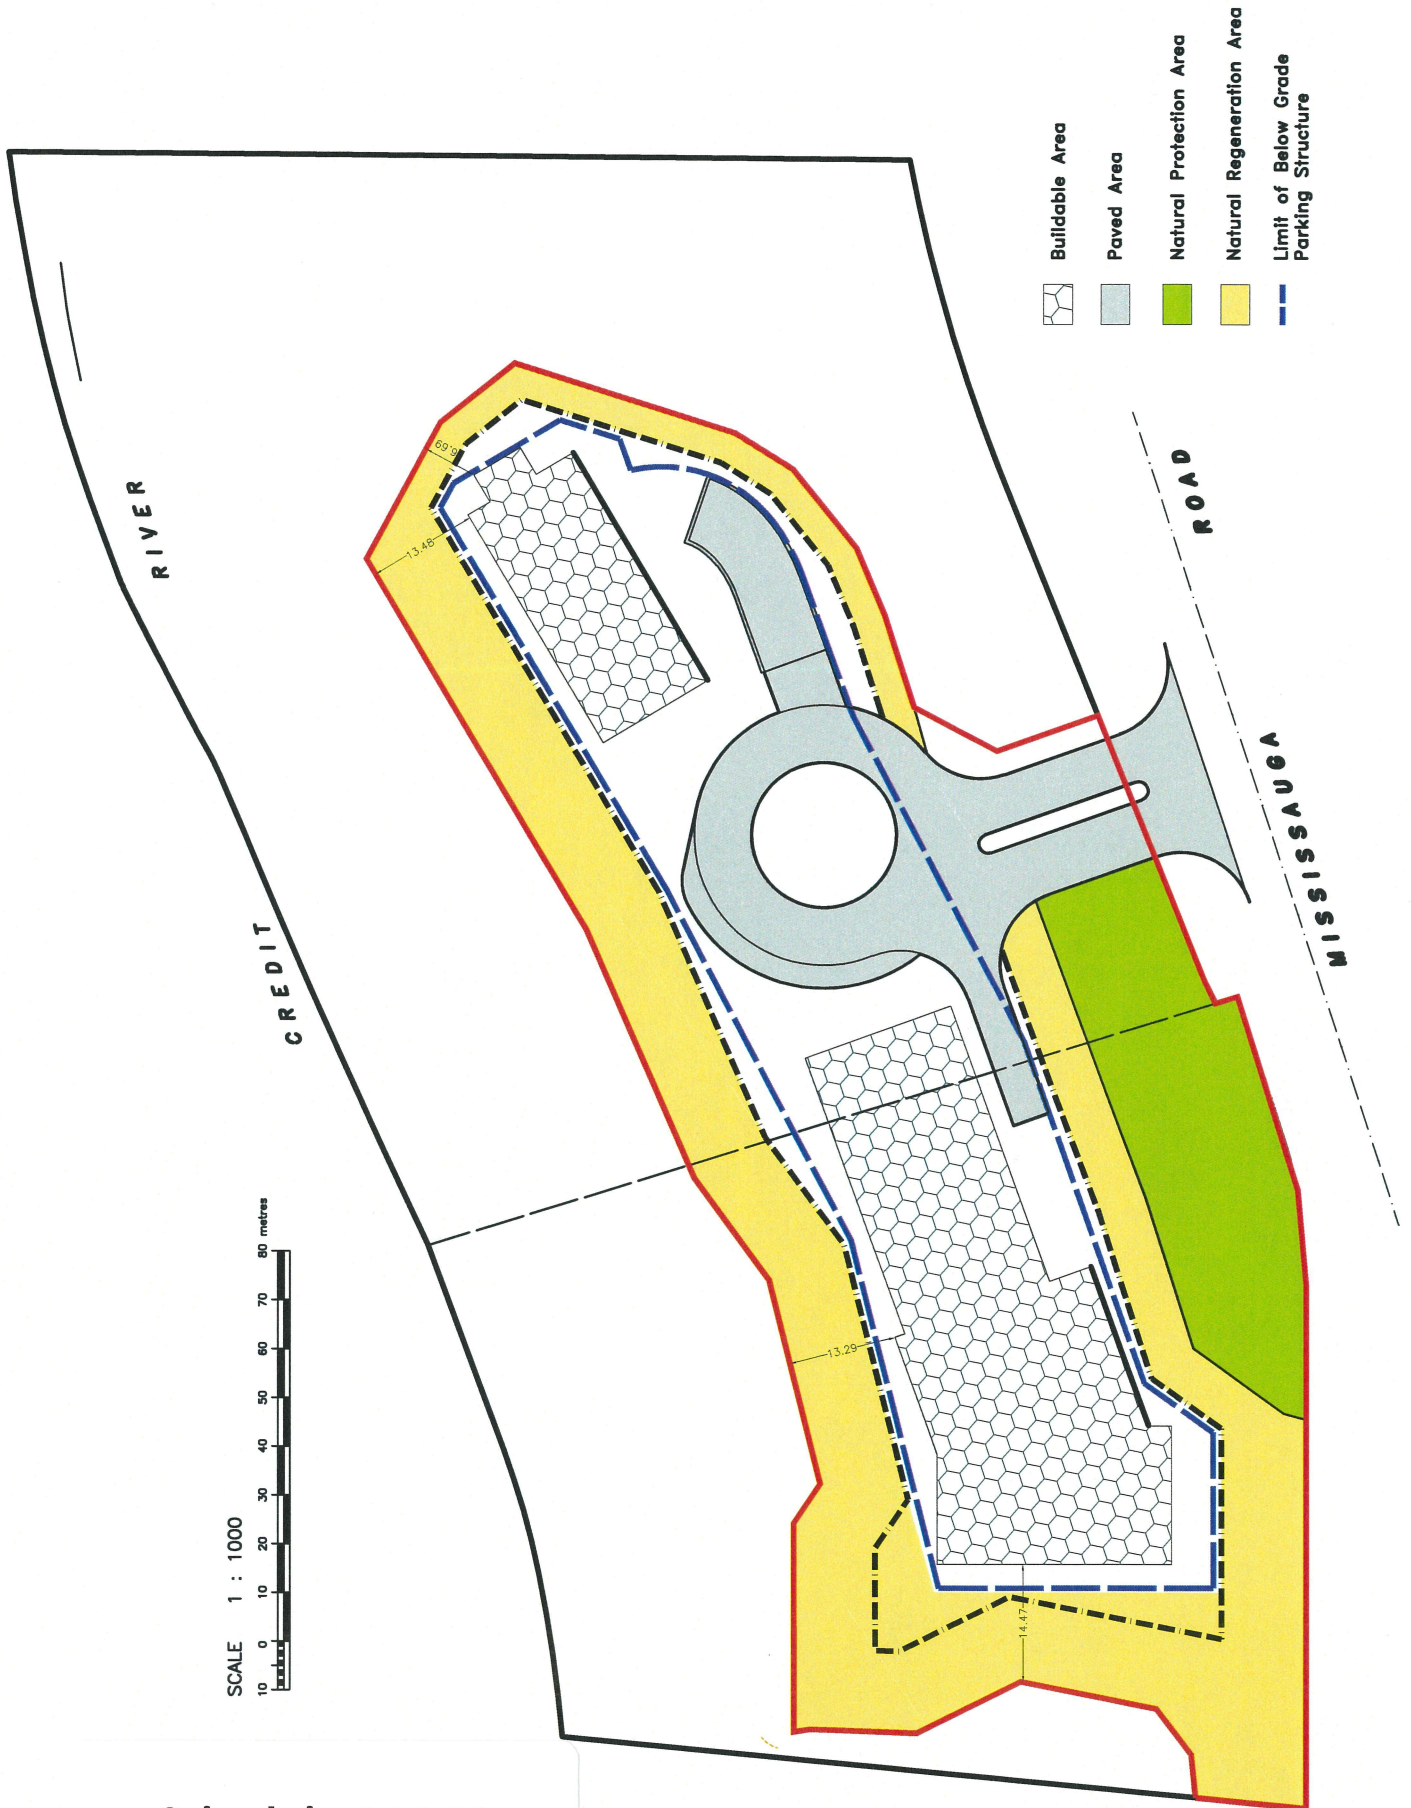 RIVER
CREDIT
ROAD
MISSISSAUGA
6.69
13.48
13.29
14.47
SCALE 1 : 1000
10 0 10 20 30 40 50 60 70 80 metres
Buildable Area
Paved Area
Natural Protection Area
Natural Regeneration Area
Limit of Below Grade
Parking Structure